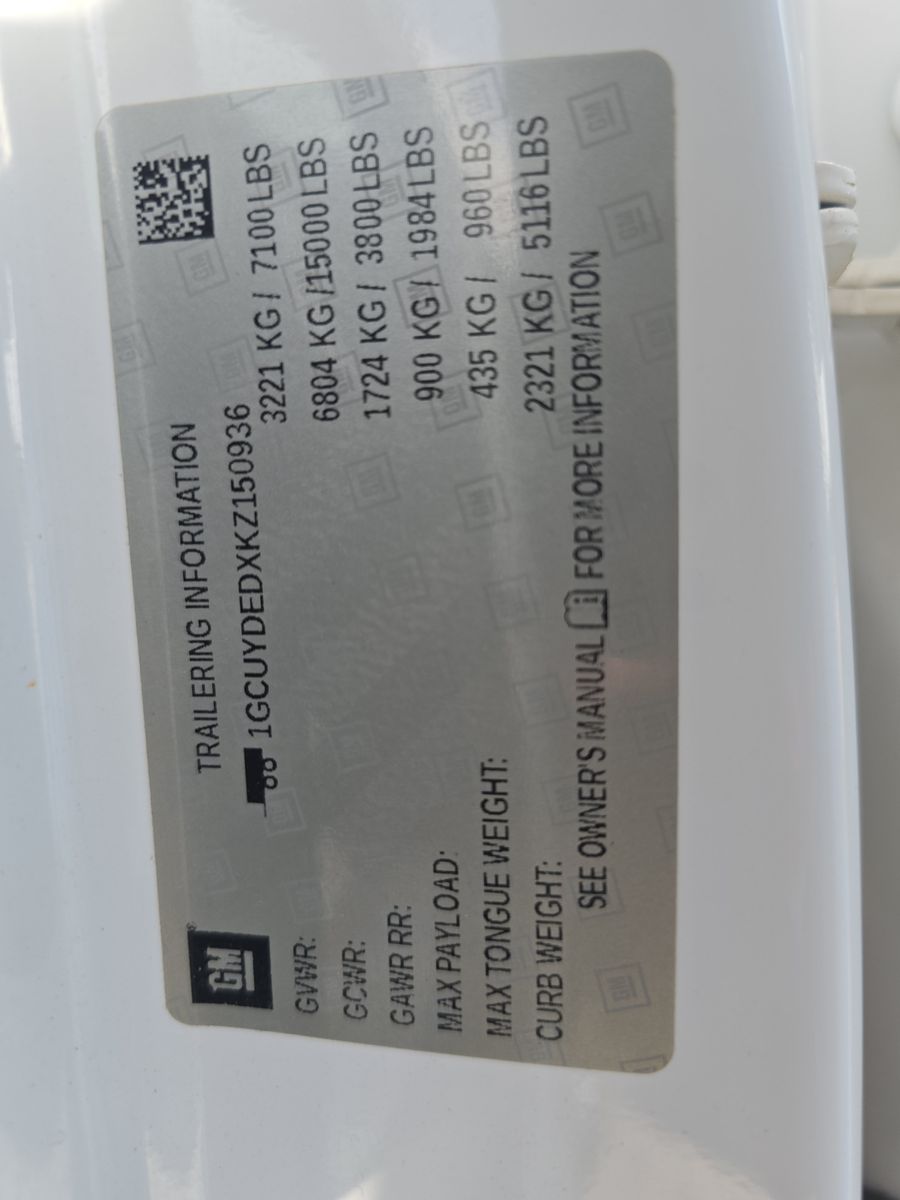 GM
TRAILERING INFORMATION
1GCUYDEDXKZ150936
GVWR: 3221 KG / 7100 LBS
GCWR: 6804 KG /15000 LBS
GAWR RR: 1724 KG / 3800 LBS
MAX PAYLOAD: 900 KG / 1984 LBS
MAX TONGUE WEIGHT: 435 KG / 960 LBS
CURB WEIGHT: 2321 KG / 5116 LBS
SEE OWNER'S MANUAL FOR MORE INFORMATION